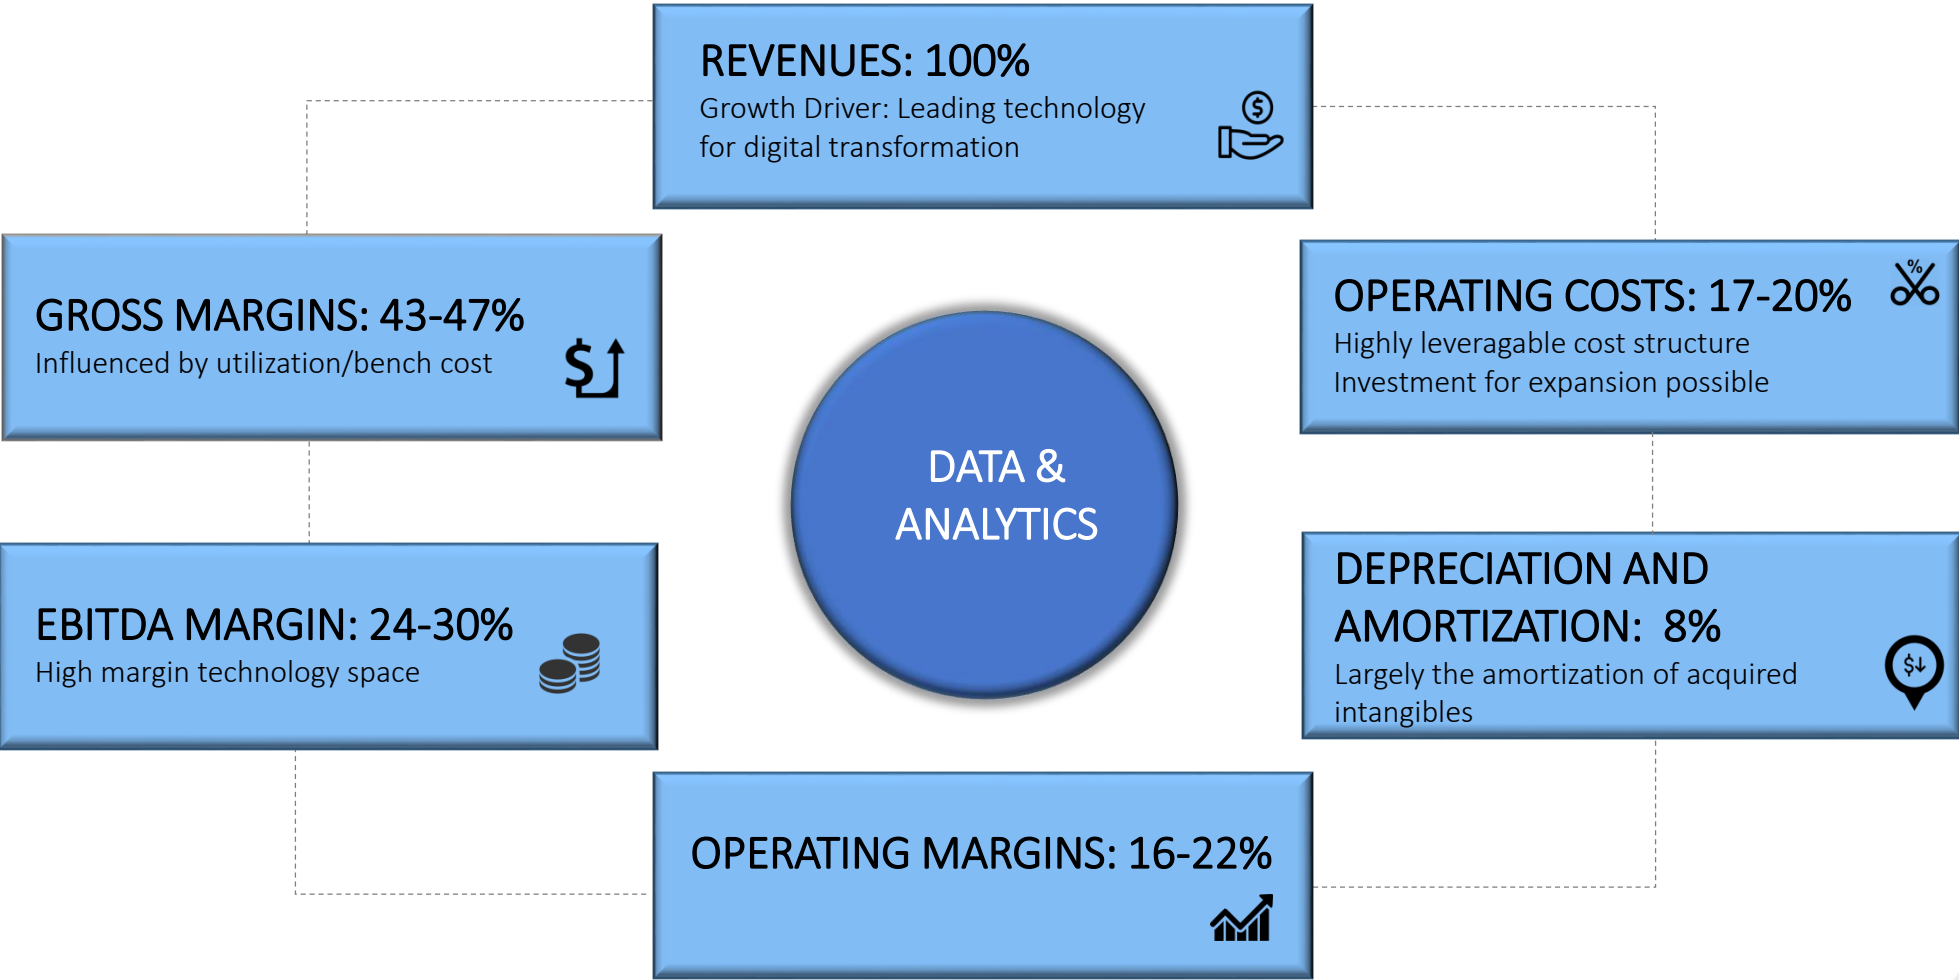 REVENUES: 100%
Growth Driver: Leading technology
for digital transformation
$
GROSS MARGINS: 43-47%
Influenced by utilization/bench cost
$
OPERATING COSTS: 17-20%
%
Highly leveragable cost structure
Investment for expansion possible
DATA &
ANALYTICS
EBITDA MARGIN: 24-30%
High margin technology space
DEPRECIATION AND
AMORTIZATION: 8%
Largely the amortization of acquired
intangibles
$
OPERATING MARGINS: 16-22%